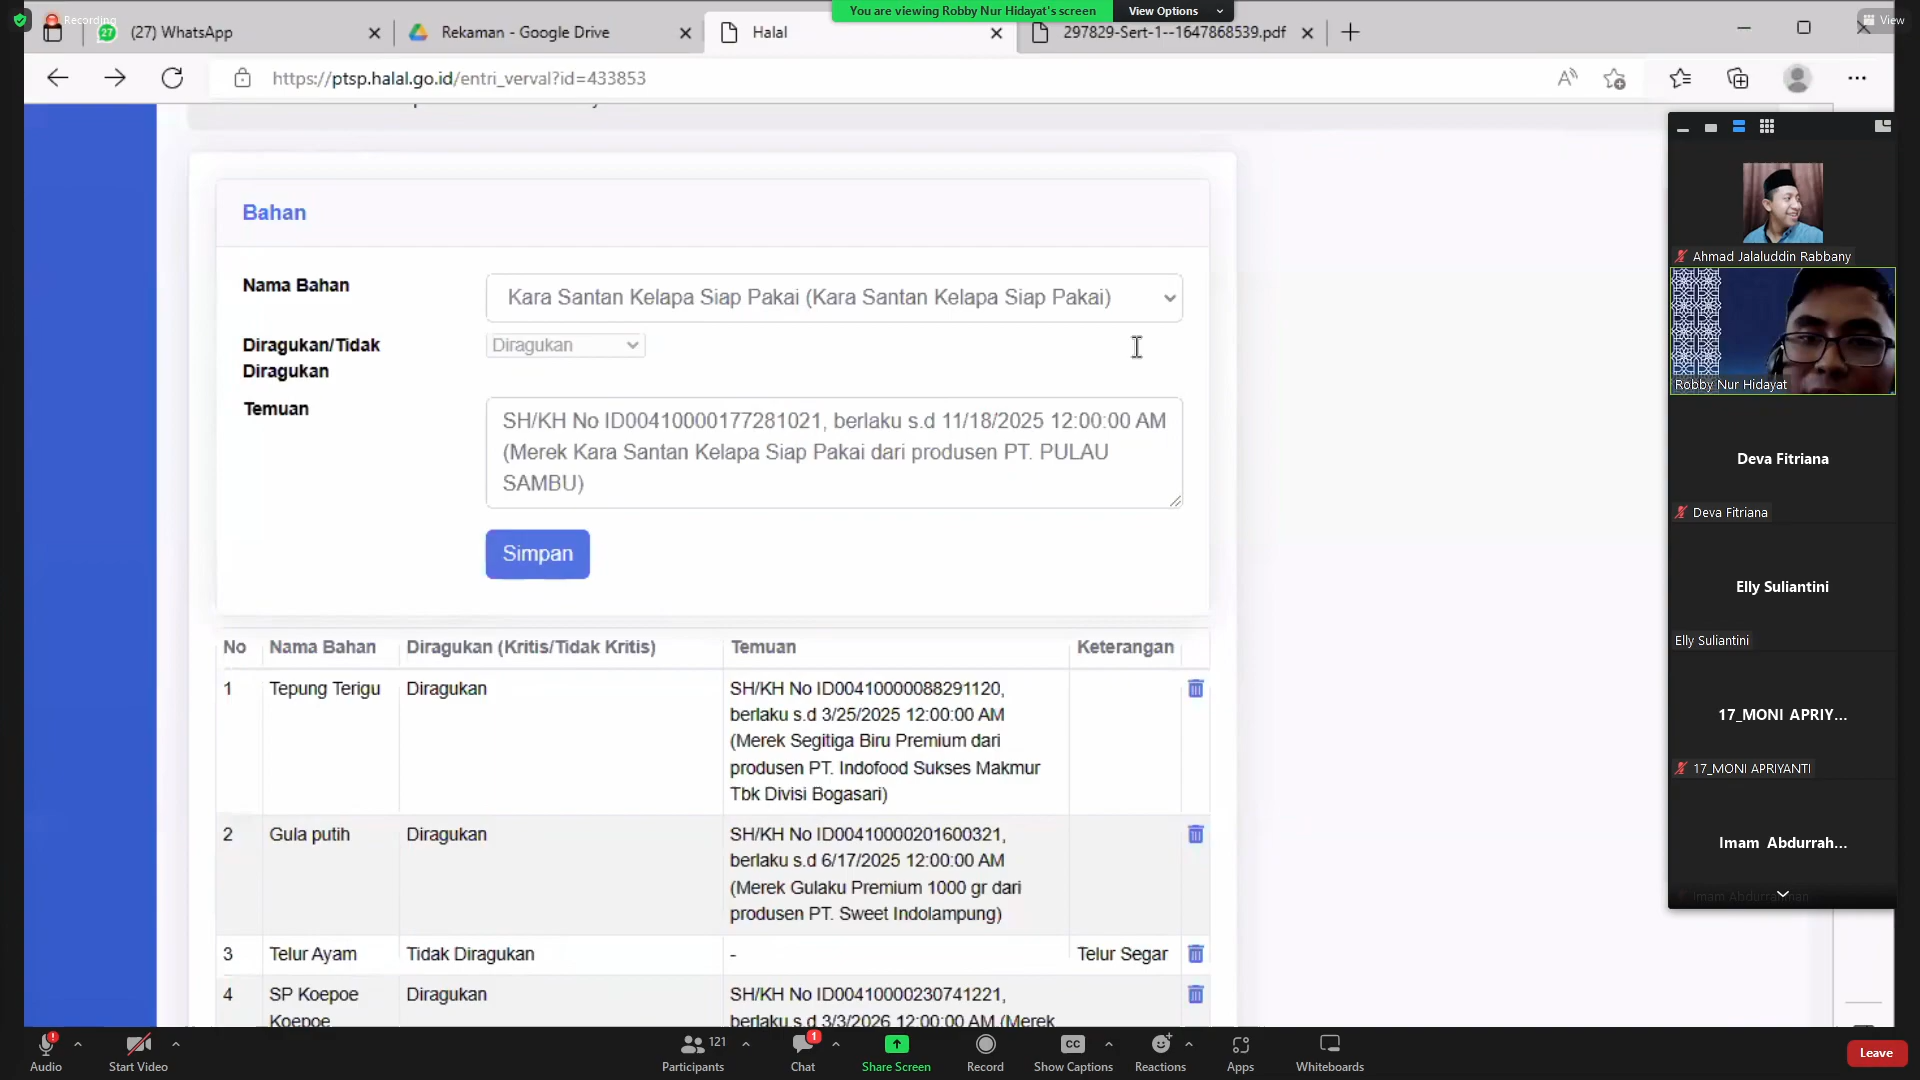 Recording
You are viewing Robby Nur Hidayat's screen
View Options
View
27
(27) WhatsApp
Rekaman - Google Drive
Halal
297829-Sert-1--1647868539.pdf
https://ptsp.halal.go.id/entri_verval?id=433853
Bahan
Nama Bahan
Kara Santan Kelapa Siap Pakai (Kara Santan Kelapa Siap Pakai)
Diragukan/Tidak
Diragukan
Diragukan
Temuan
SH/KH No ID00410000177281021, berlaku s.d 11/18/2025 12:00:00 AM
(Merek Kara Santan Kelapa Siap Pakai dari produsen PT. PULAU
SAMBU)
Simpan
No Nama Bahan Diragukan (Kritis/Tidak Kritis) Temuan Keterangan
1 Tepung Terigu Diragukan SH/KH No ID00410000088291120,
berlaku s.d 3/25/2025 12:00:00 AM
(Merek Segitiga Biru Premium dari
produsen PT. Indofood Sukses Makmur
Tbk Divisi Bogasari)
2 Gula putih Diragukan SH/KH No ID00410000201600321,
berlaku s.d 6/17/2025 12:00:00 AM
(Merek Gulaku Premium 1000 gr dari
produsen PT. Sweet Indolampung)
3 Telur Ayam Tidak Diragukan - Telur Segar
4 SP Koepoe Diragukan SH/KH No ID00410000230741221,
Koepoe berlaku s.d 3/3/2026 12:00:00 AM (Merek
Ahmad Jalaluddin Rabbany
Robby Nur Hidayat
Deva Fitriana
Deva Fitriana
Elly Suliantini
Elly Suliantini
17_MONI APRIY...
17_MONI APRIYANTI
Imam Abdurrah...
Imam Abdurrahman
Audio
Start Video
121
Participants
1
Chat
Share Screen
Record
CC
Show Captions
Reactions
Apps
Whiteboards
Leave